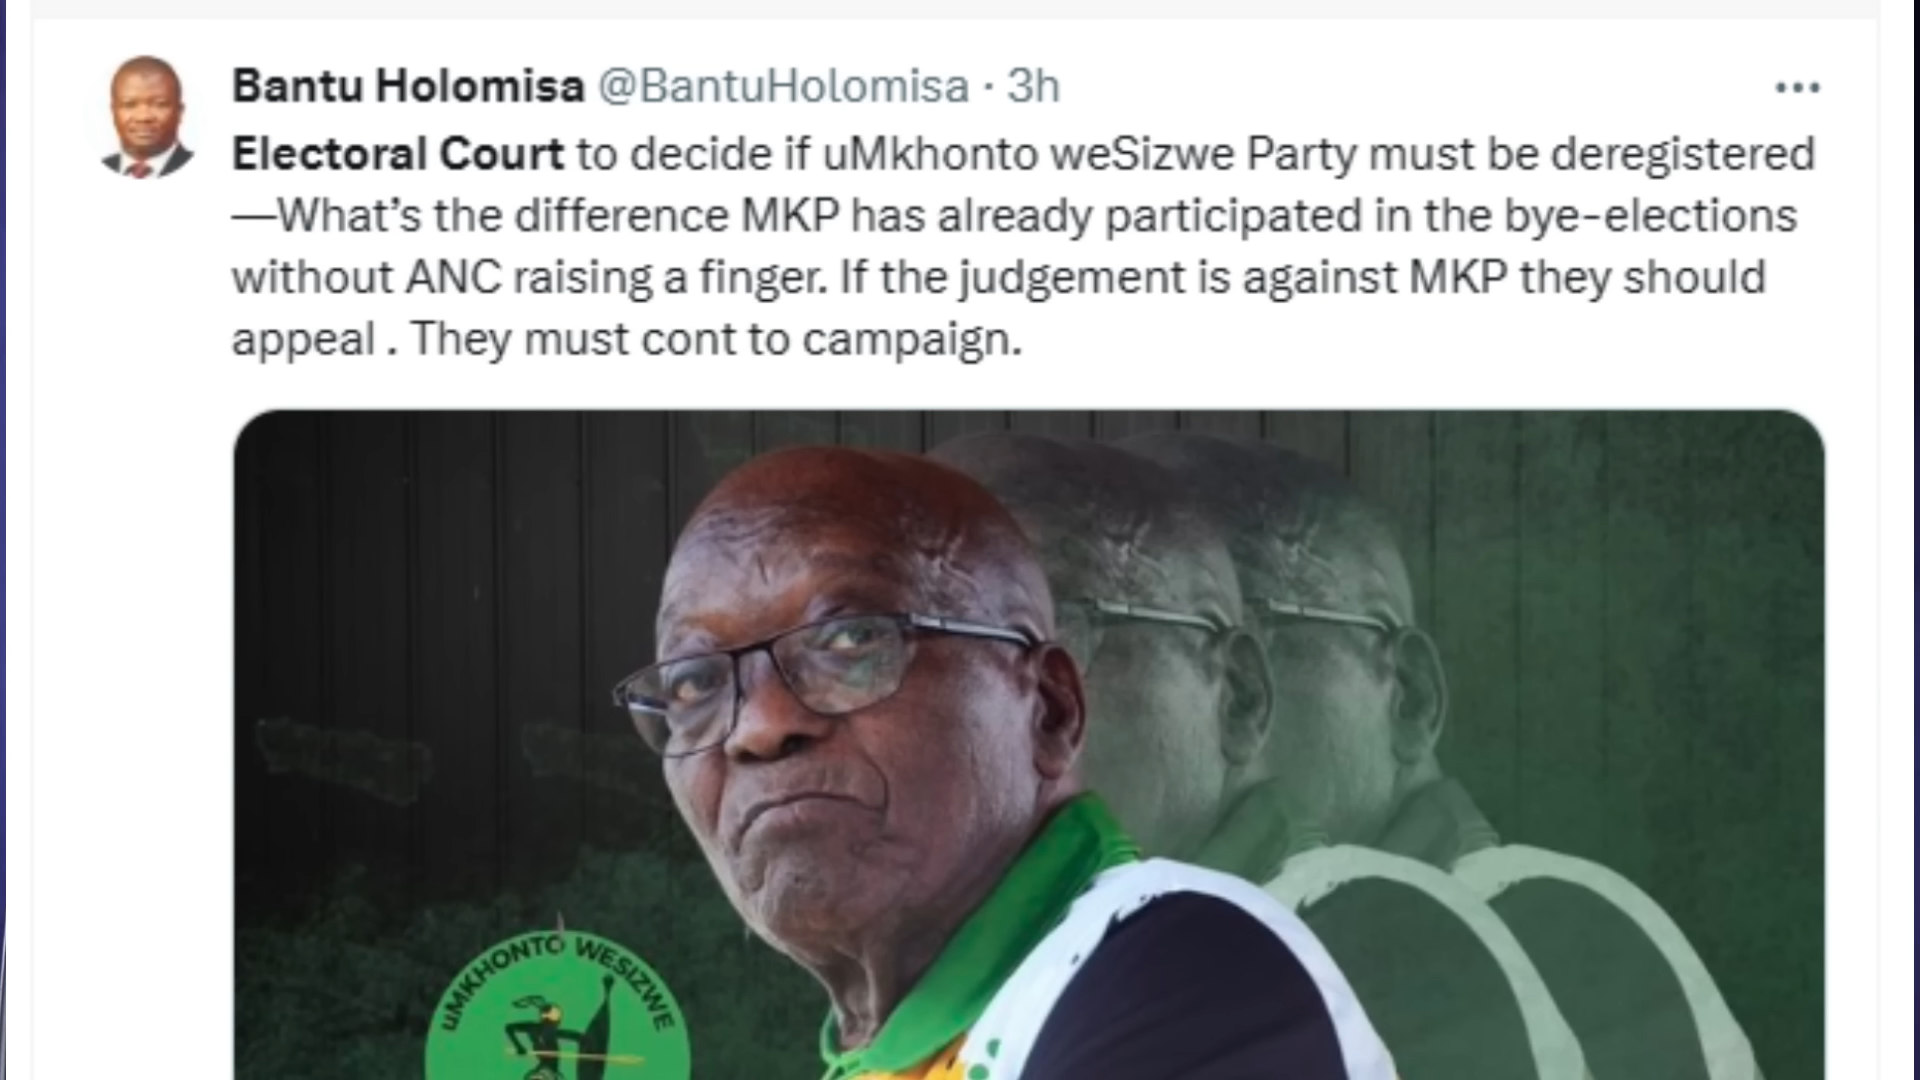 Bantu Holomisa @BantuHolomisa · 3h
Electoral Court to decide if uMkhonto weSizwe Party must be deregistered
—What’s the difference MKP has already participated in the bye-elections
without ANC raising a finger. If the judgement is against MKP they should
appeal . They must cont to campaign.
uMKHONTO WESIZWE